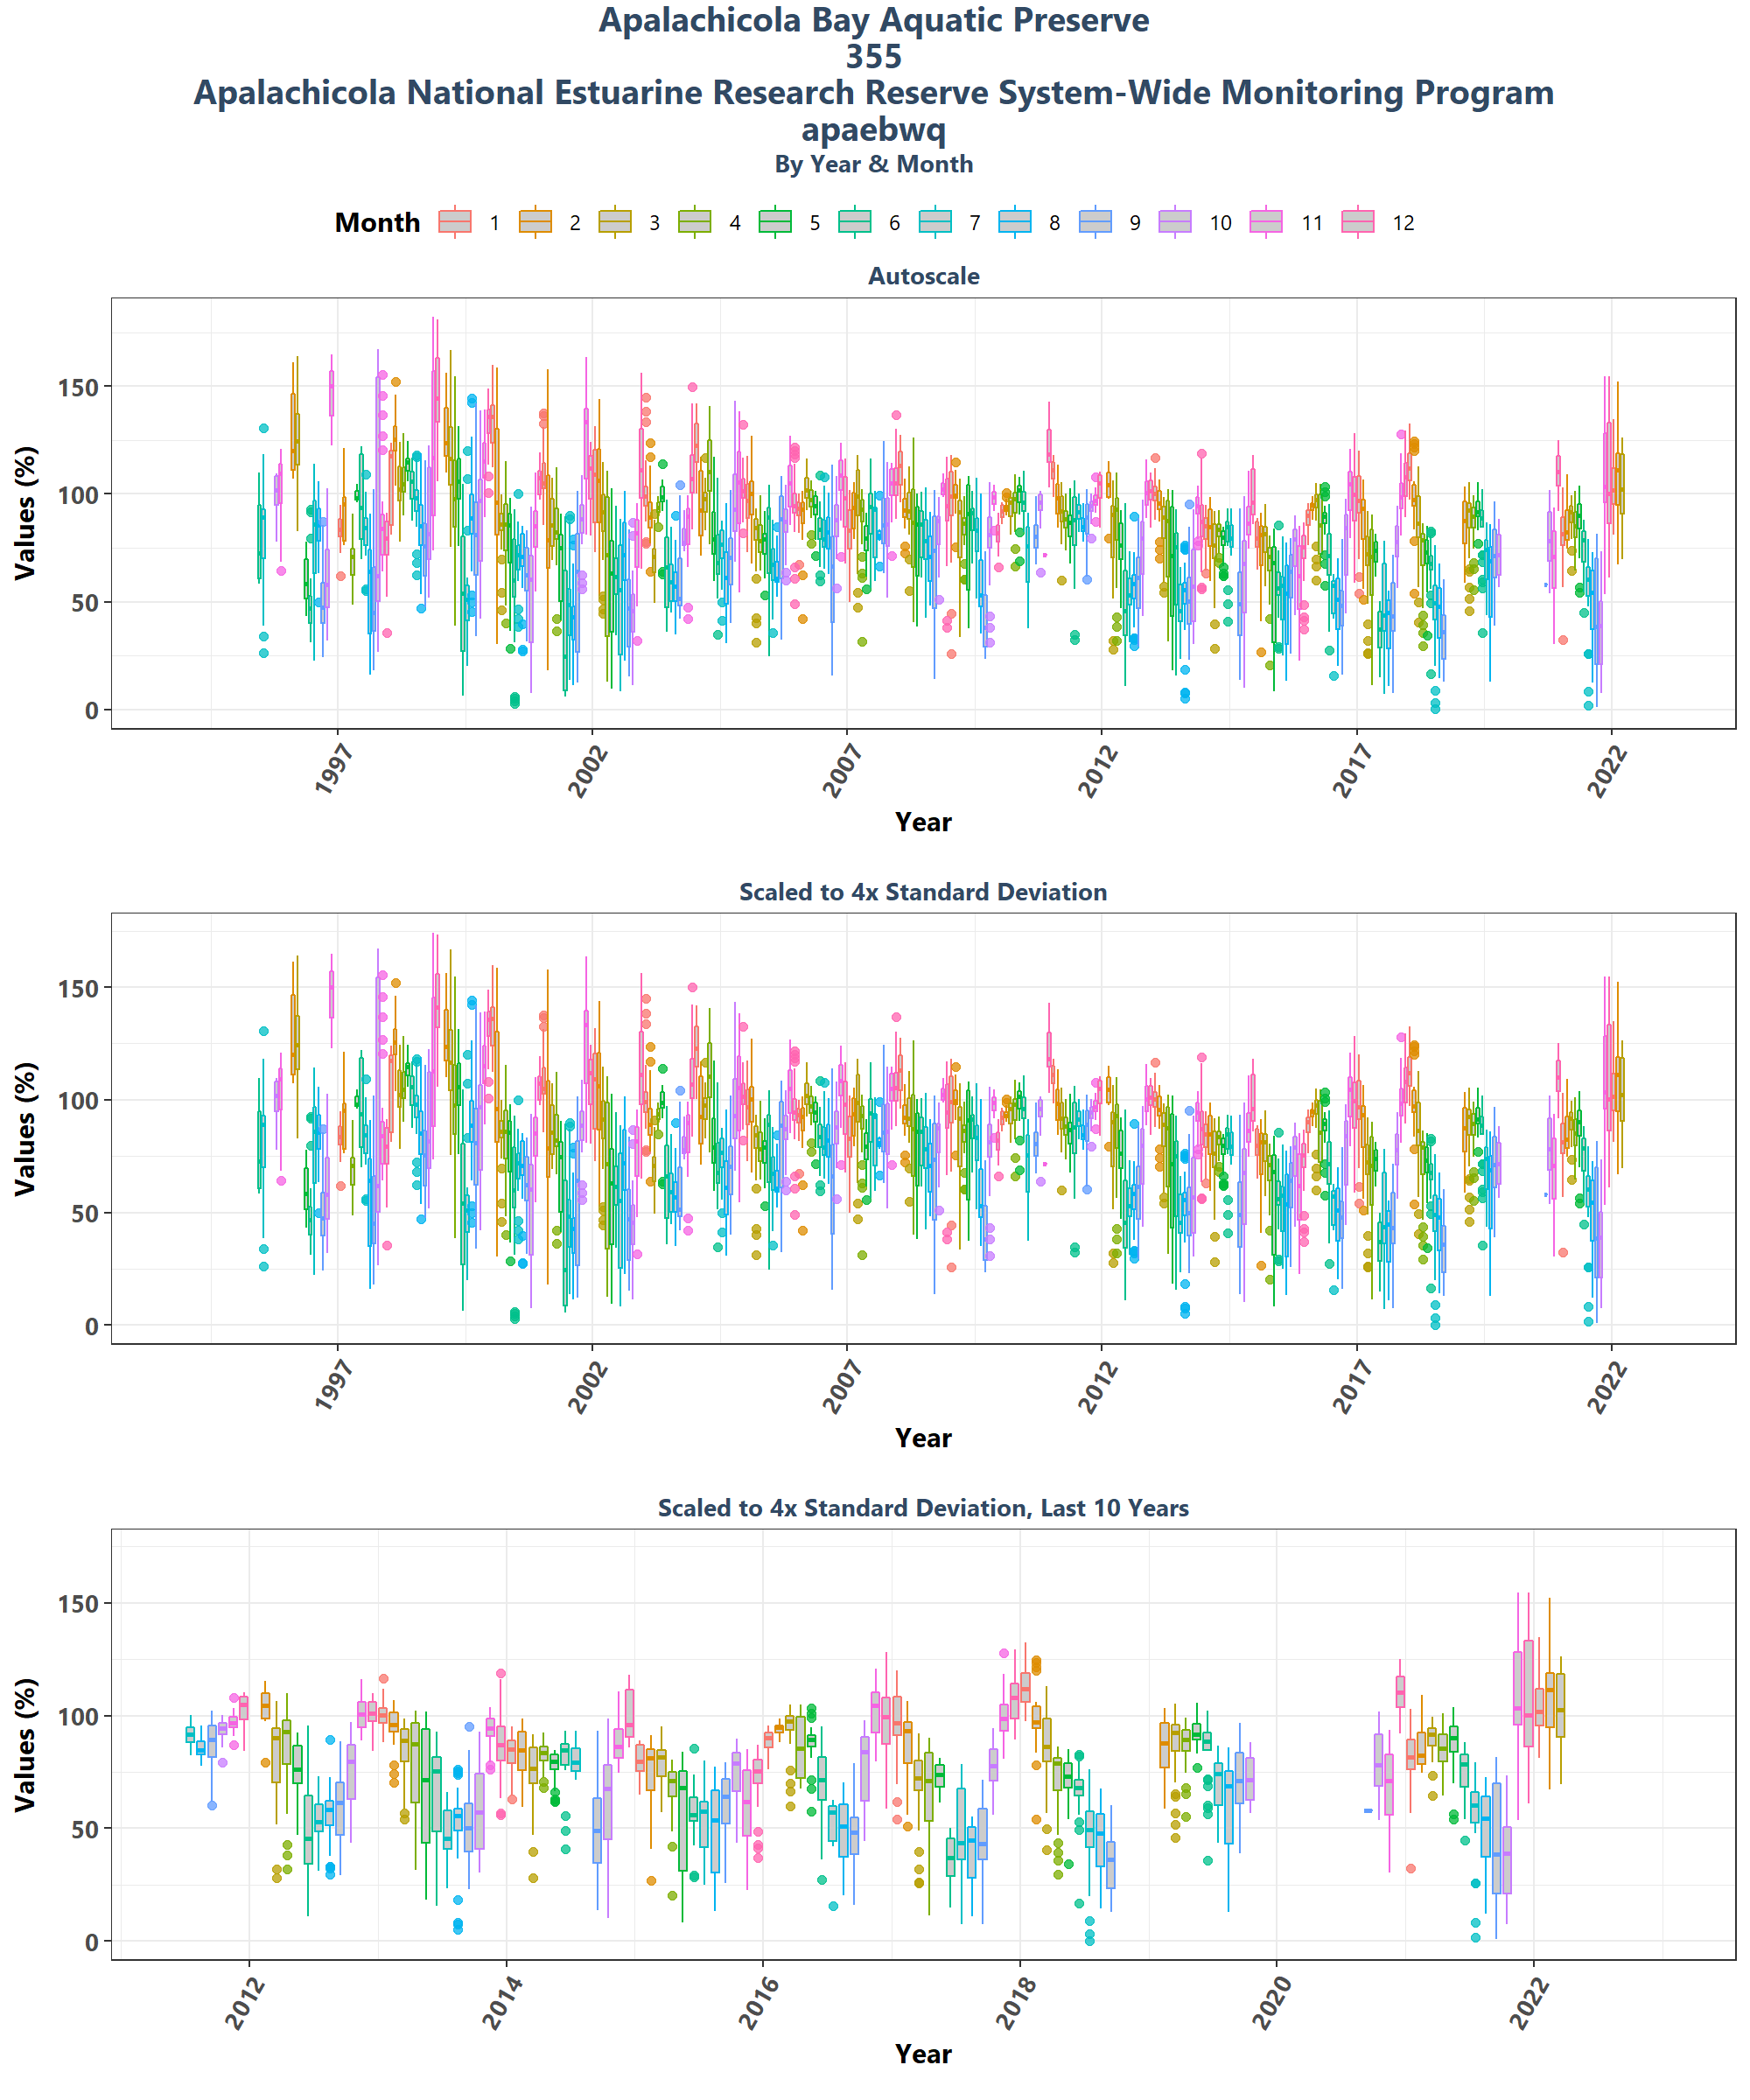 Apalachicola Bay Aquatic Preserve
355
Apalachicola National Estuarine Research Reserve System-Wide Monitoring Program
apaebwq
By Year & Month
Month 1 2 3 4 5 6 7 8 9 10 11 12
Autoscale
Values (%)
150
100
50
0
1997 2002 2007 2012 2017 2022
Year
Scaled to 4x Standard Deviation
Values (%)
150
100
50
0
1997 2002 2007 2012 2017 2022
Year
Scaled to 4x Standard Deviation, Last 10 Years
Values (%)
150
100
50
0
2012 2014 2016 2018 2020 2022
Year